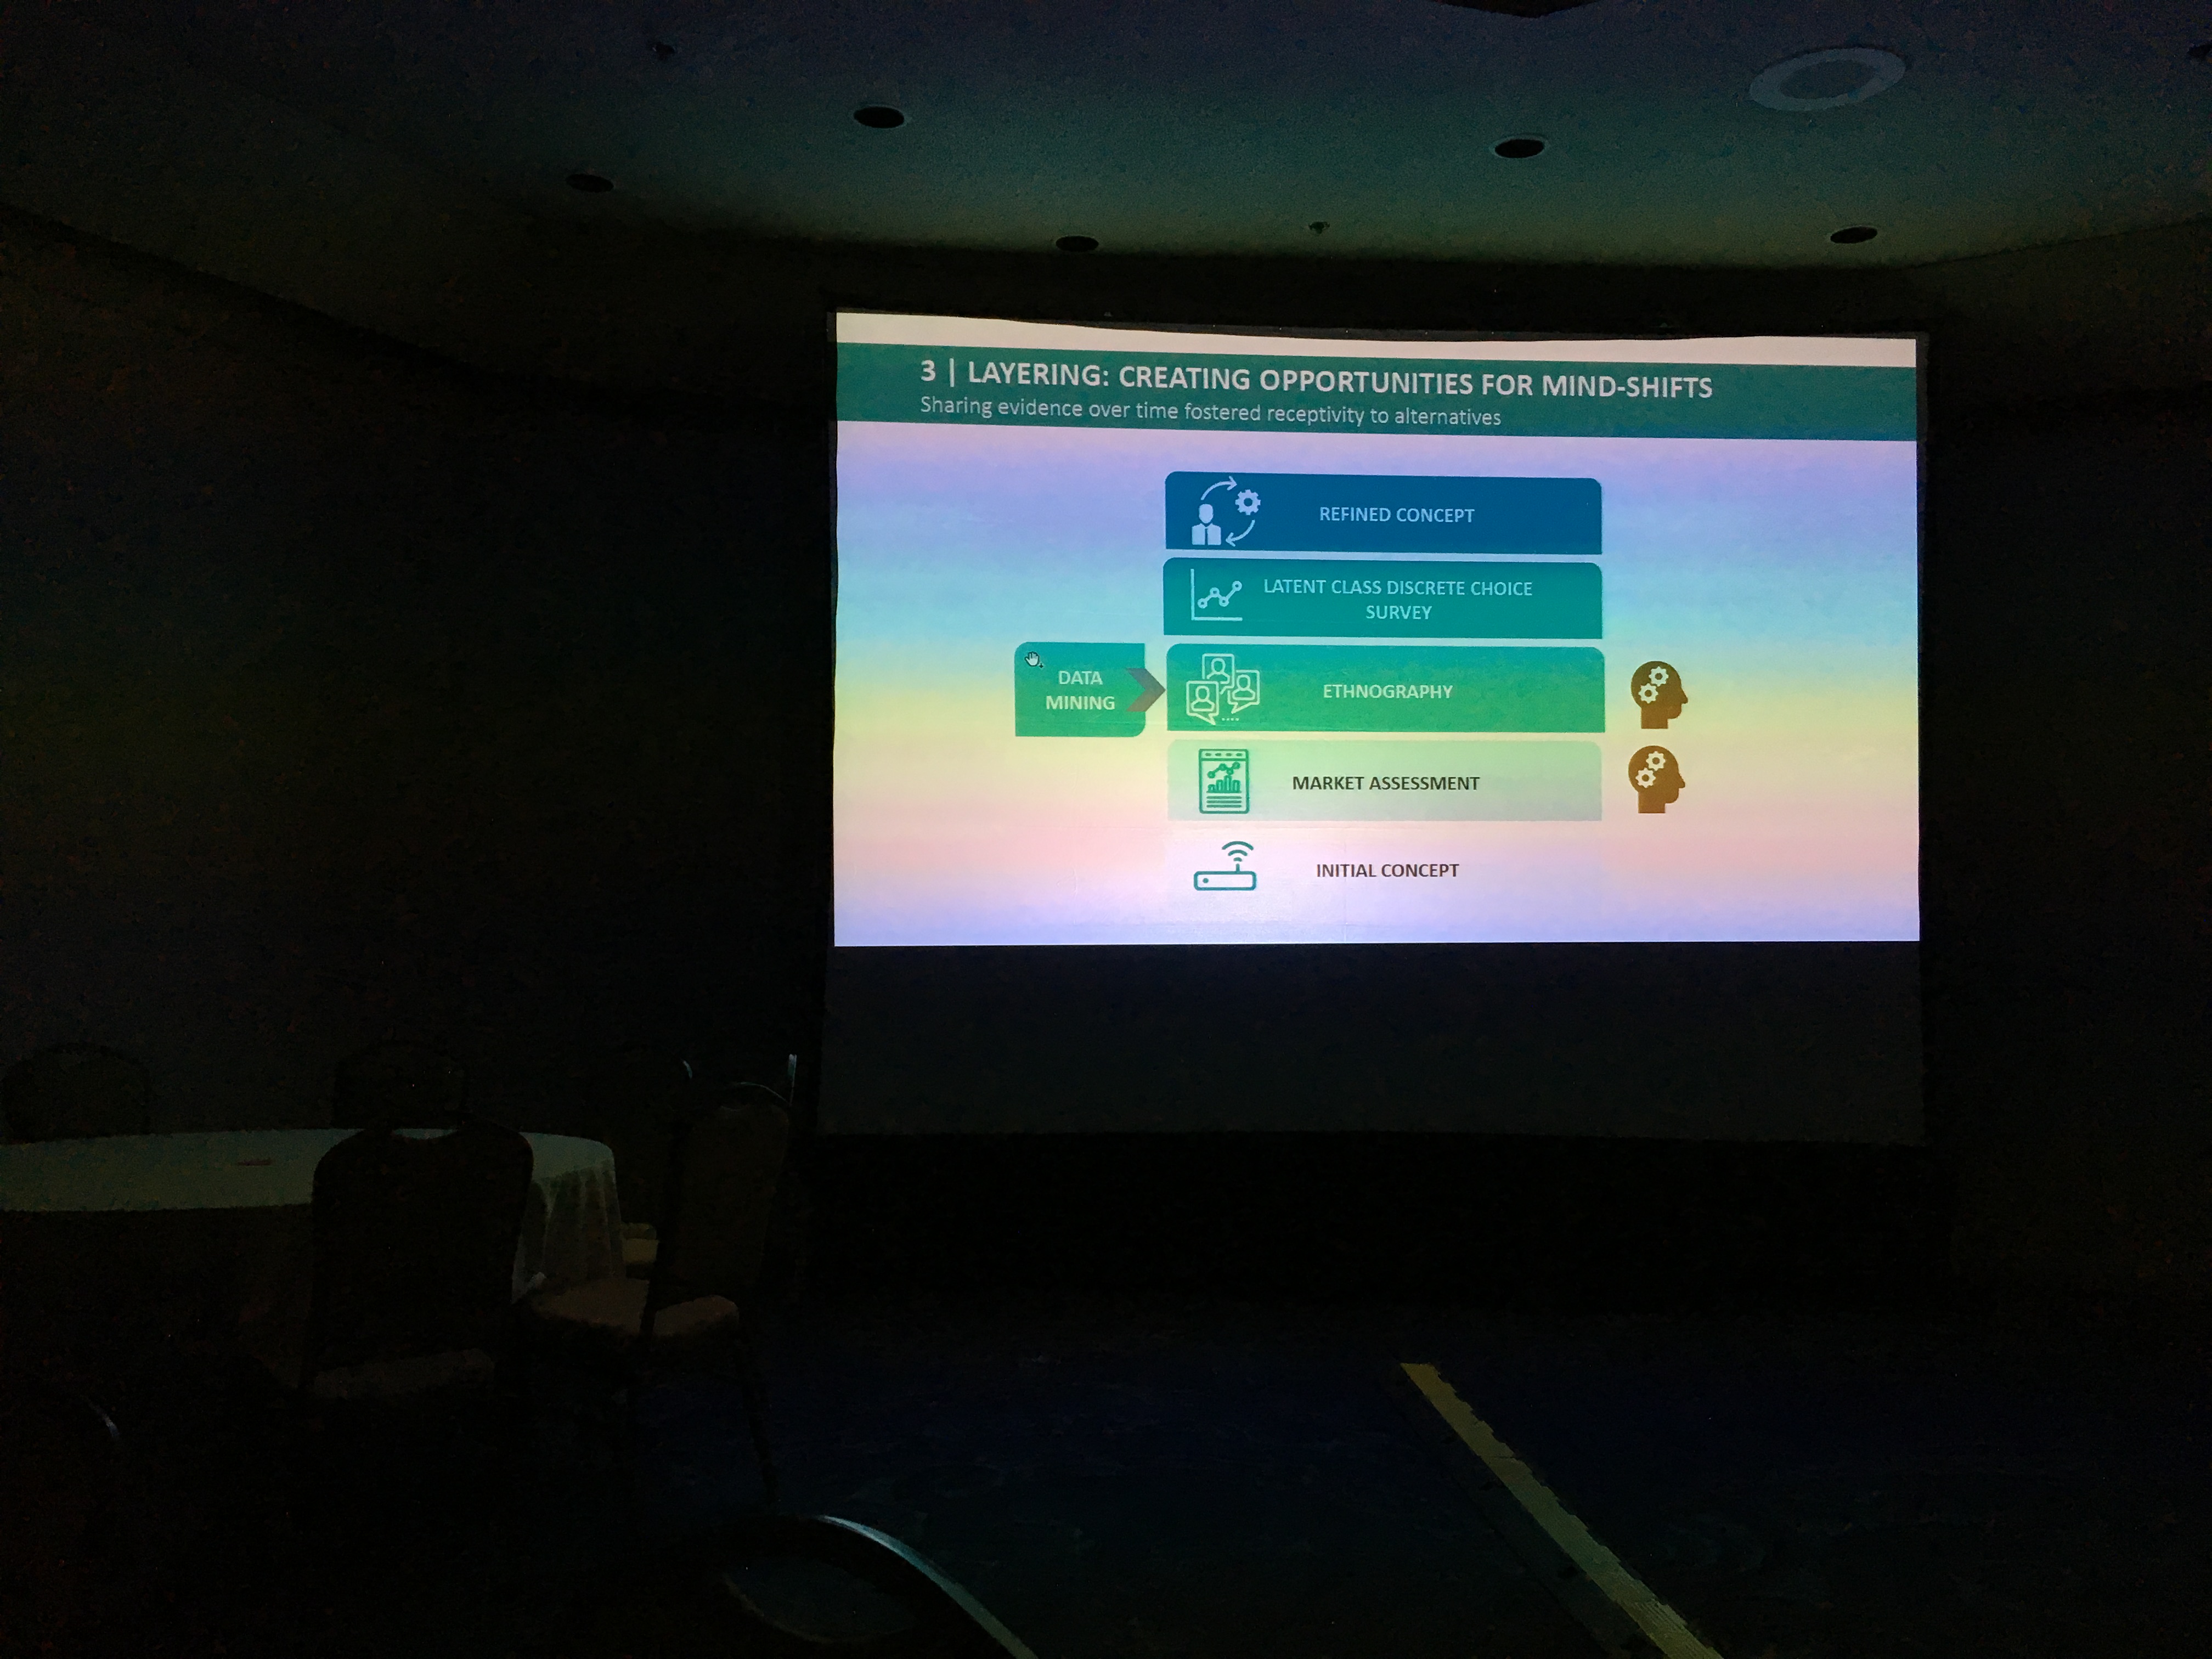 3 | LAYERING: CREATING OPPORTUNITIES FOR MIND-SHIFTS
Sharing evidence over time fostered receptivity to alternatives
REFINED CONCEPT
LATENT CLASS DISCRETE CHOICE
SURVEY
DATA
MINING
ETHNOGRAPHY
MARKET ASSESSMENT
INITIAL CONCEPT